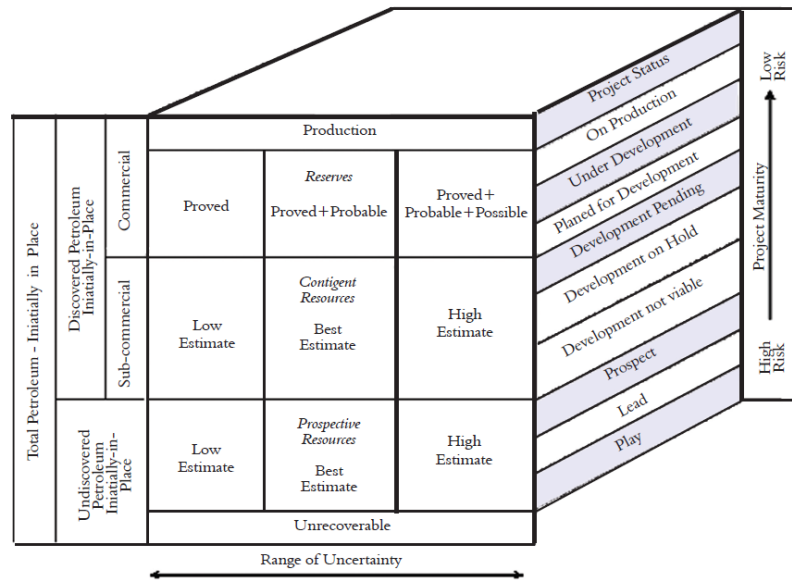 Total Petroleum - Iniatially in Place
Discovered Petroleum
Iniatially-in-Place
Commercial
Sub-commercial
Undiscovered
Petroleum
Iniatially-in-
Place
Production
Proved
Reserves
Proved+Probable
Proved+
Probable+Possible
Contigent
Resources
Low
Estimate
Best
Estimate
High
Estimate
Prospective
Resources
Low
Estimate
Best
Estimate
High
Estimate
Unrecoverable
Range of Uncertainty
Project Status
On Production
Under Development
Planed for Development
Development Pending
Development on Hold
Development not viable
Prospect
Lead
Play
Low
Risk
Project Maturity
High
Risk